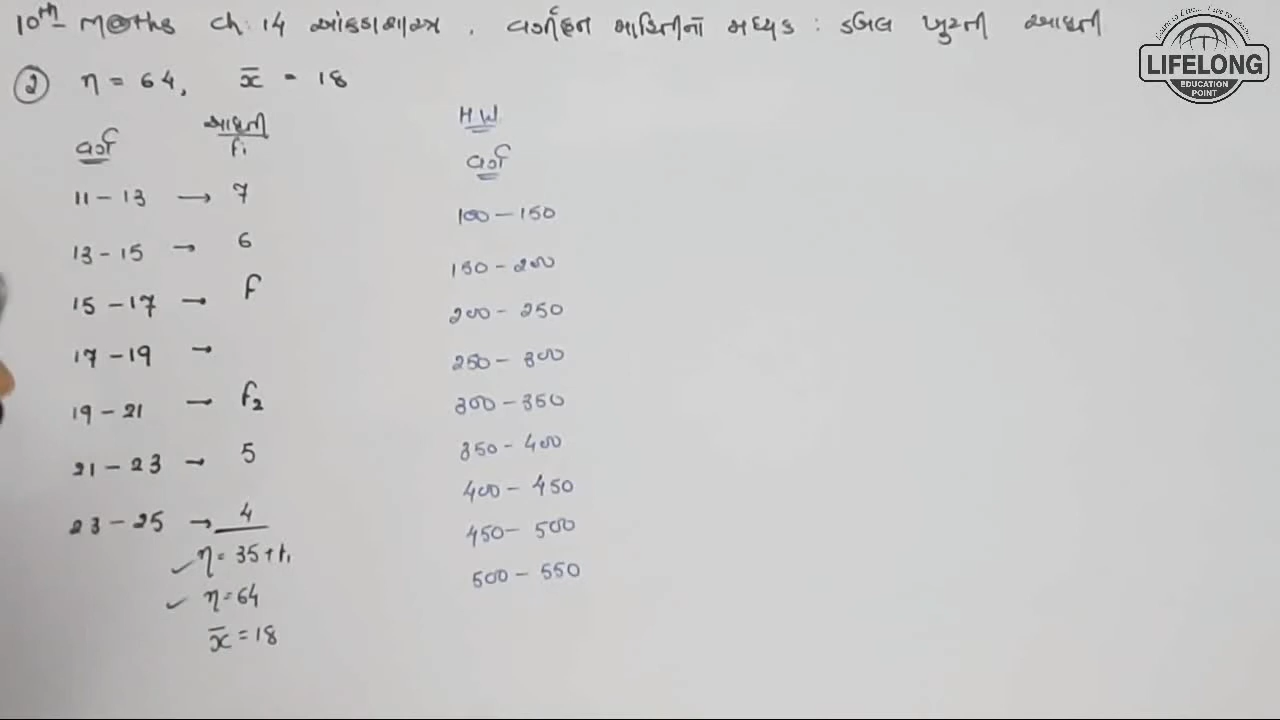 10th Maths ch: 14 આંકડાશાસ્ત્ર . વર્ગીકૃત માહિતીનો મધ્યક : ડબલ ખુટતી આવૃત્તી
LIFELONG
EDUCATION
POINT
② n = 64, x̄ = 18
વર્ગ આવૃત્તી
fi
11 – 13 → 7
13 – 15 → 6
15 – 17 → f
17 – 19 →
19 – 21 → f₂
21 – 23 → 5
23 – 25 → 4
n = 35 + f₁
✓ n = 64
x̄ = 18
HW
વર્ગ
100 – 150
150 – 200
200 – 250
250 – 300
300 – 350
350 – 400
400 – 450
450 – 500
500 – 550